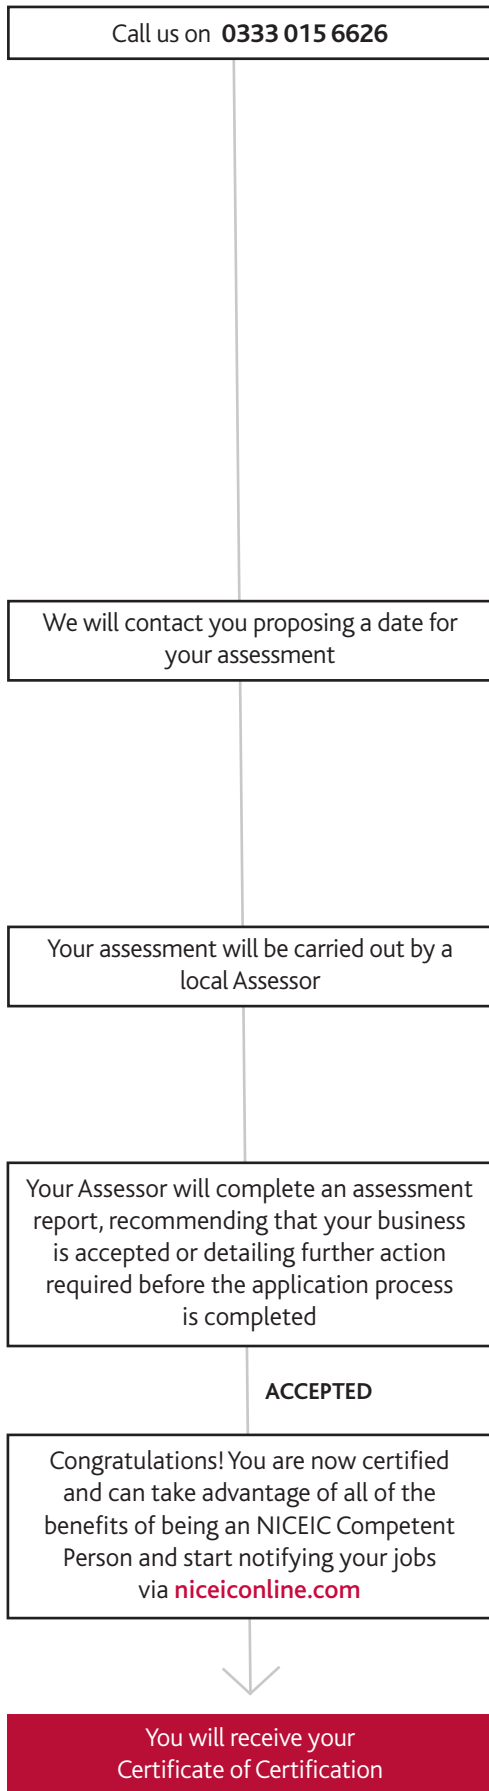 Call us on 0333 015 6626
We will contact you proposing a date for
your assessment
Your assessment will be carried out by a
local Assessor
Your Assessor will complete an assessment
report, recommending that your business
is accepted or detailing further action
required before the application process
is completed
ACCEPTED
Congratulations! You are now certified
and can take advantage of all of the
benefits of being an NICEIC Competent
Person and start notifying your jobs
via niceiconline.com
You will receive your
Certificate of Certification